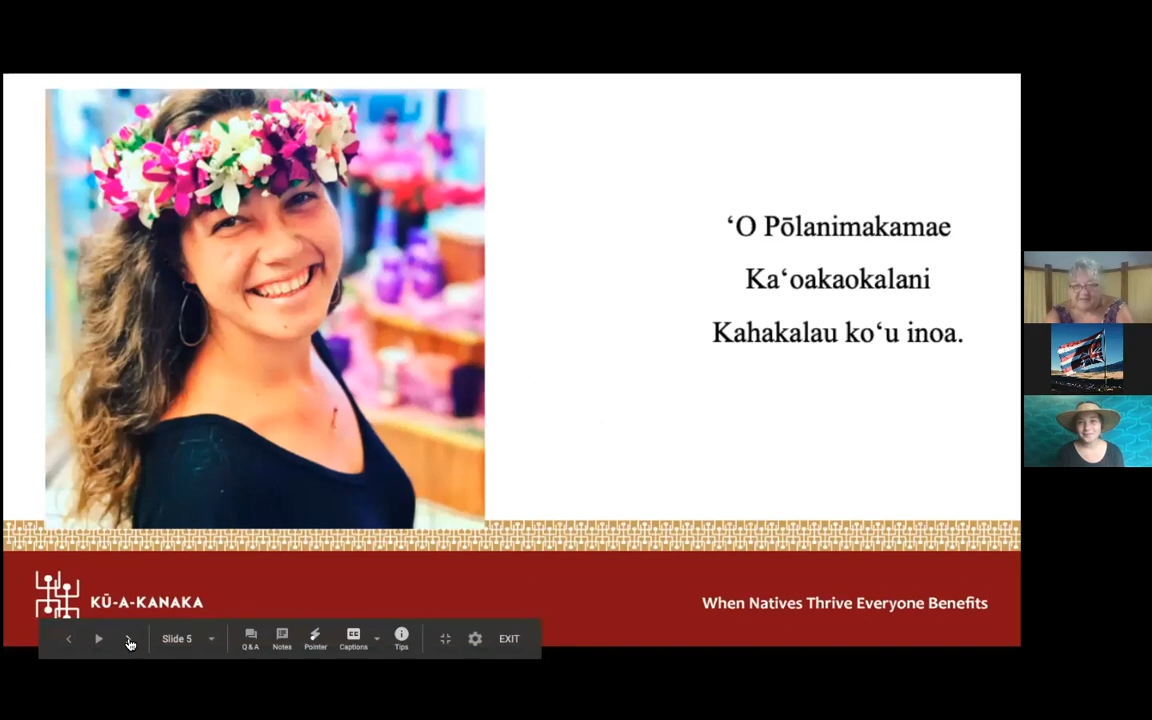 ʻO Pōlanimakamae
Kaʻoakaokalani
Kahakalau koʻu inoa.
KŪ-A-KANAKA
When Natives Thrive Everyone Benefits
Slide 5
Q&A
Notes
Pointer
CC
Captions
Tips
EXIT